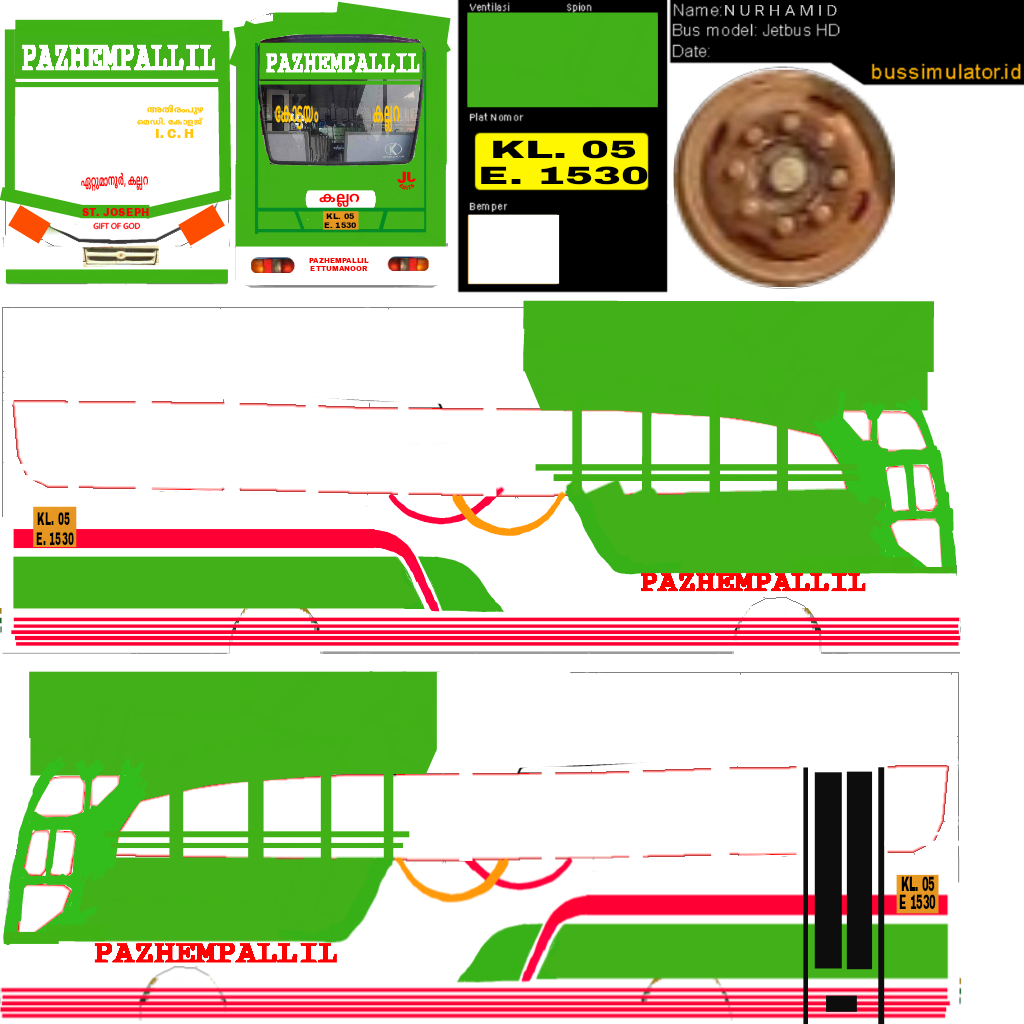 PAZHEMPALLIL
അതിരംപുഴ
മെഡി. കോളജ്
I. C. H
ഏറ്റുമാനൂർ, കല്ലറ
ST. JOSEPH
GIFT OF GOD
PAZHEMPALLIL
കോട്ടയം കല്ലറ
JL
കല്ലറ
KL. 05
E. 1530
PAZHEMPALLIL
ETTUMANOOR
Ventilasi Spion
Plat Nomor
KL. 05
E. 1530
Bemper
Name:NURHAMID
Bus model: Jetbus HD
Date:
bussimulator.id
KL. 05
E. 1530
PAZHEMPALLIL
KL. 05
E 1530
PAZHEMPALLIL